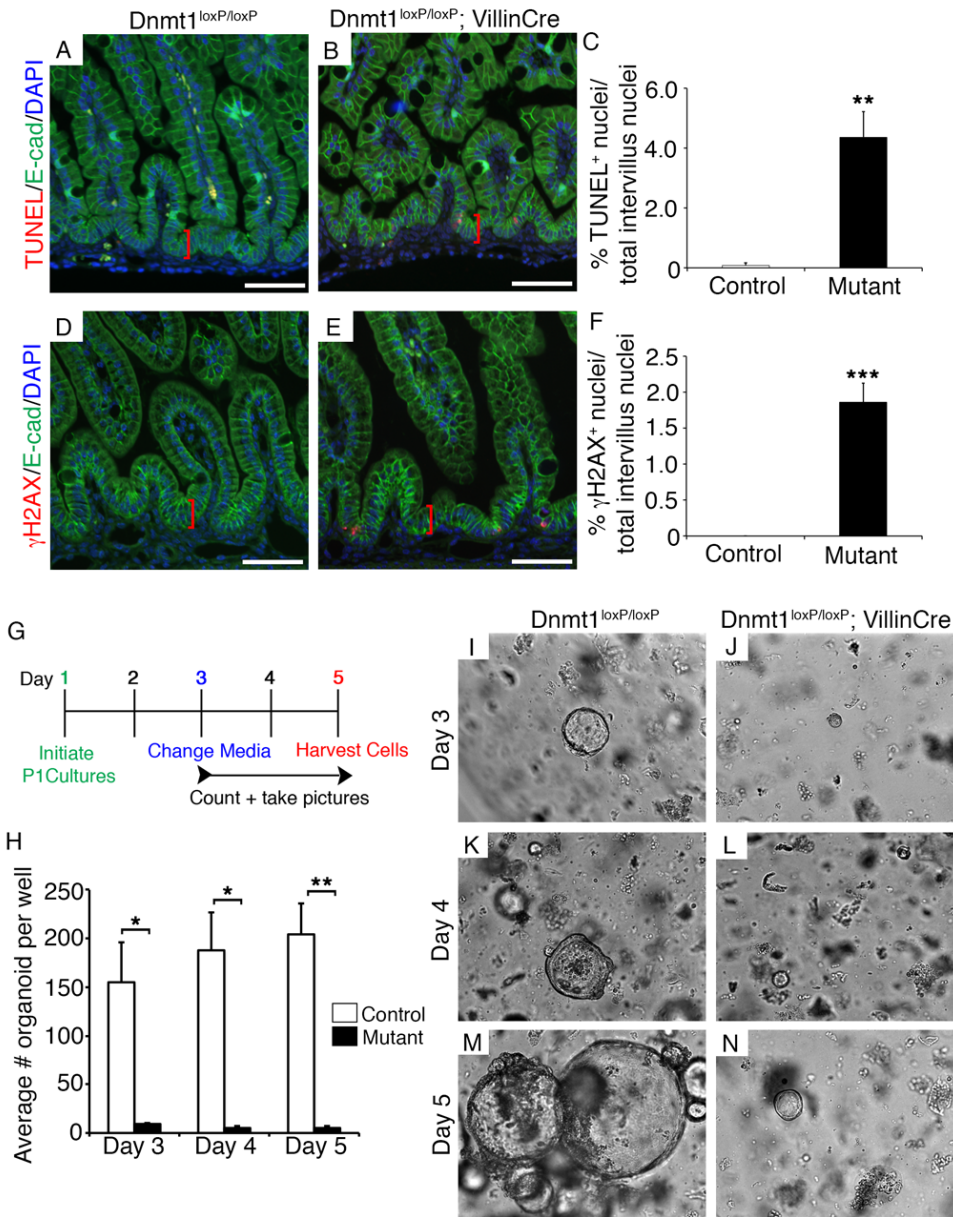 Dnmt1loxP/loxP
Dnmt1loxP/loxP; VillinCre
A
B
C
TUNEL/E-cad/DAPI
% TUNEL+ nuclei/
total intervillus nuclei
6.0
4.0
2.0
0
*
**
Control
Mutant
D
E
F
γH2AX/E-cad/DAPI
% γH2AX+ nuclei/
total intervillus nuclei
2.5
2.0
1.5
1.0
0.5
0
***
Control
Mutant
G
Day 1 2 3 4 5
Initiate
P1Cultures
Change Media
Harvest Cells
Count + take pictures
H
Average # organoid per well
250
200
150
100
50
0
*
*
**
Control
Mutant
Day 3
Day 4
Day 5
Dnmt1loxP/loxP
Dnmt1loxP/loxP; VillinCre
I
J
Day 3
K
L
Day 4
M
N
Day 5